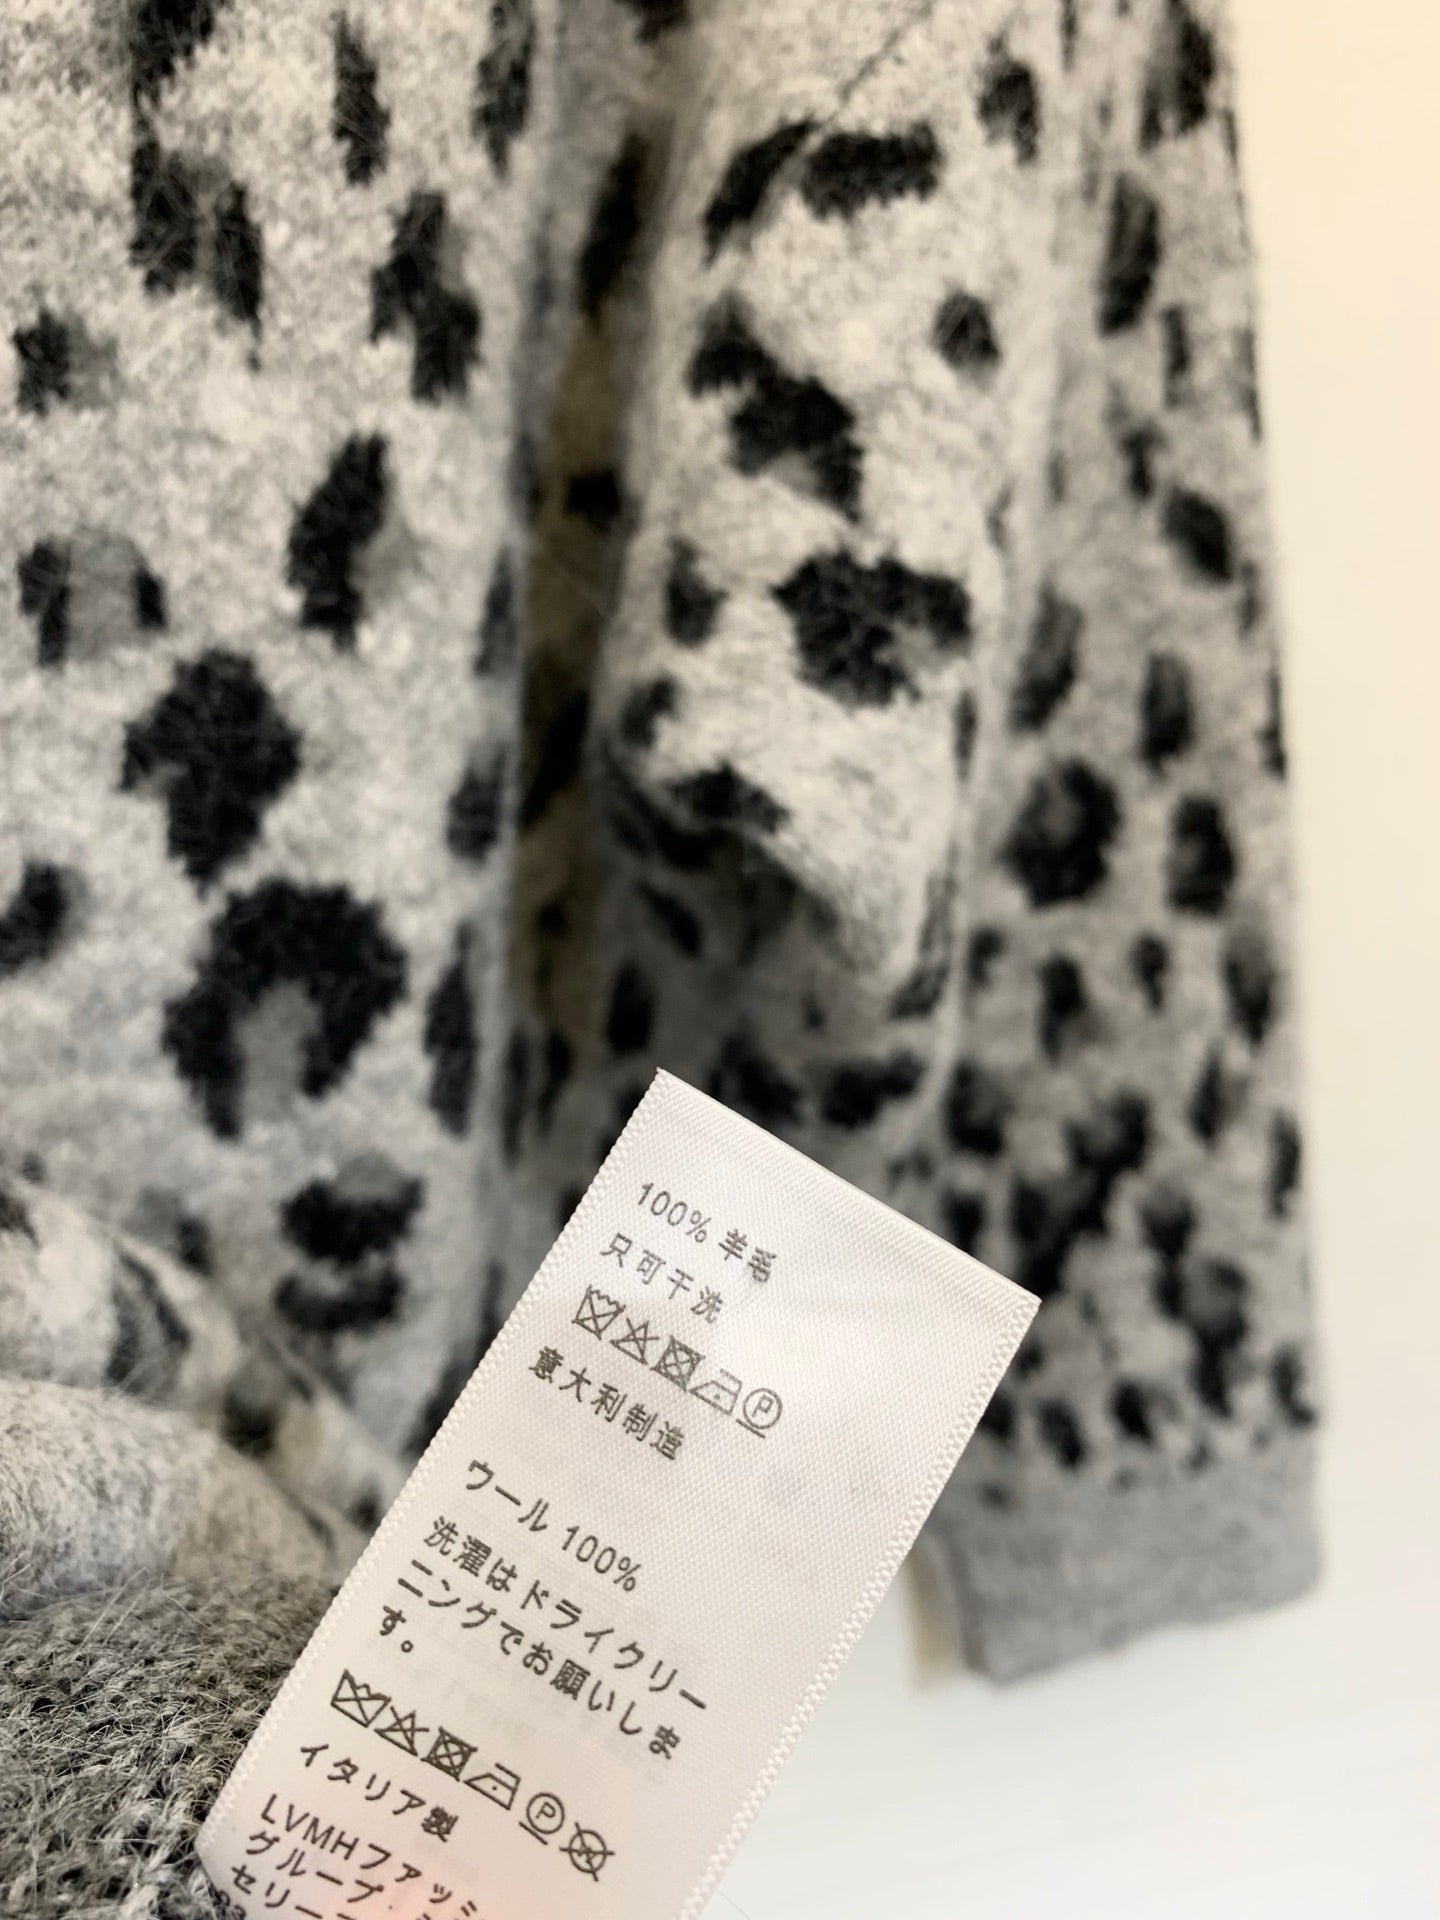 100% 羊毛
只可干洗
意大利制造
ウール 100%
洗濯はドライクリー
ニングでお願いしま
す。
イタリア製
LVMHファッシ
グループ・
セリー